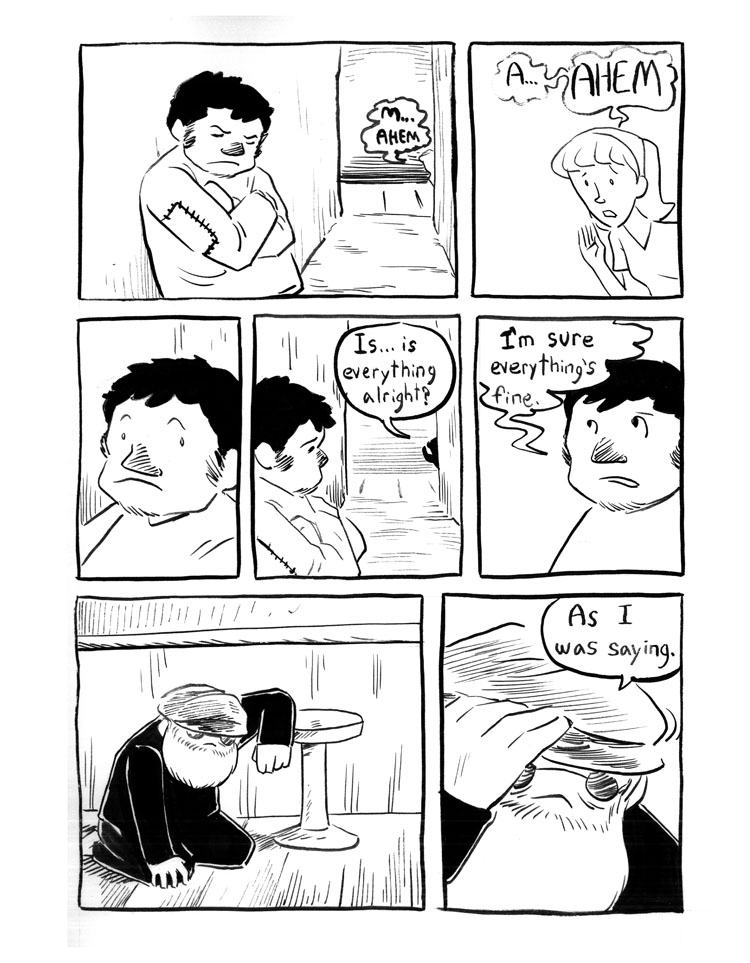 M...
AHEM
A... AHEM
Is... is
everything
alright?
I'm sure
everything's
fine.
As I
was saying.